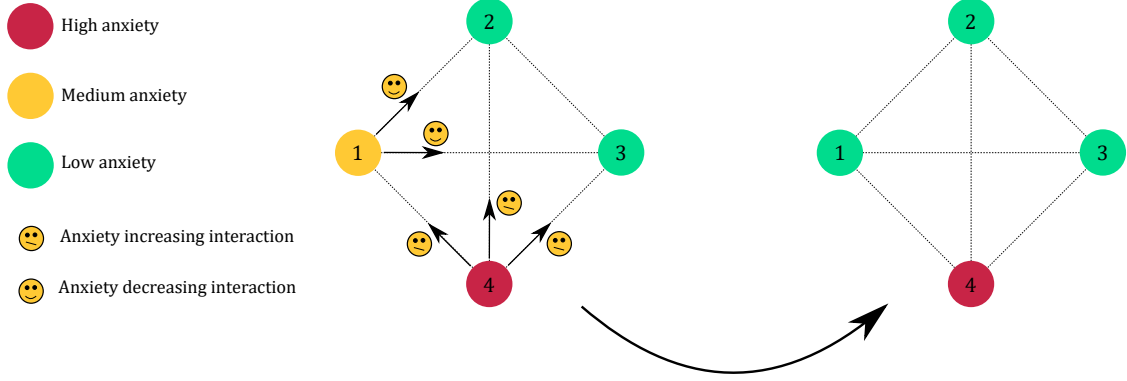 High anxiety
Medium anxiety
Low anxiety
Anxiety increasing interaction
Anxiety decreasing interaction
2
1
3
4
2
1
3
4